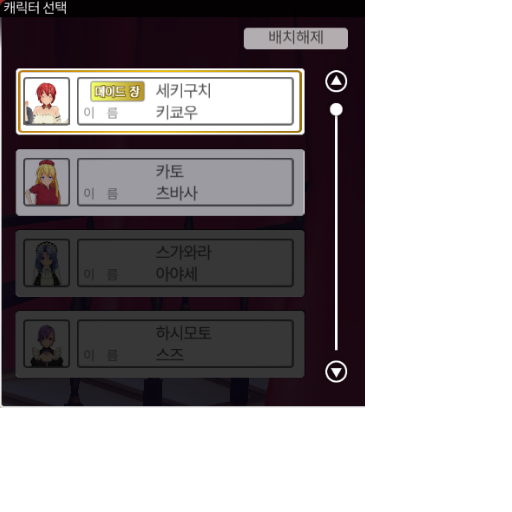 캐릭터 선택
배치해제
메이드 장 세키구치
이 름 키쿄우
카토
이 름 츠바사
스가와라
이 름 아야세
하시모토
이 름 스즈